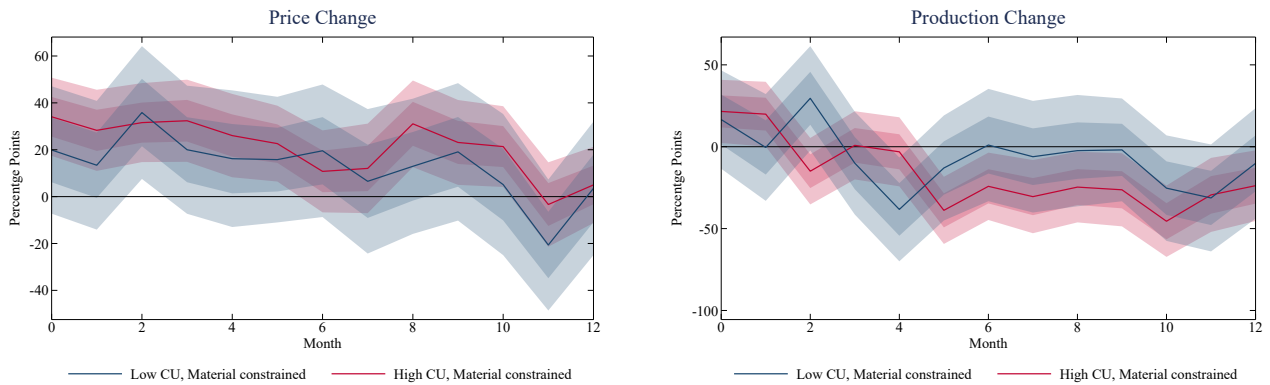 Price Change
Percentge Points
60
40
20
0
-20
-40
0 2 4 6 8 10 12
Month
Low CU, Material constrained High CU, Material constrained
Production Change
Percentge Points
50
0
-50
-100
0 2 4 6 8 10 12
Month
Low CU, Material constrained High CU, Material constrained